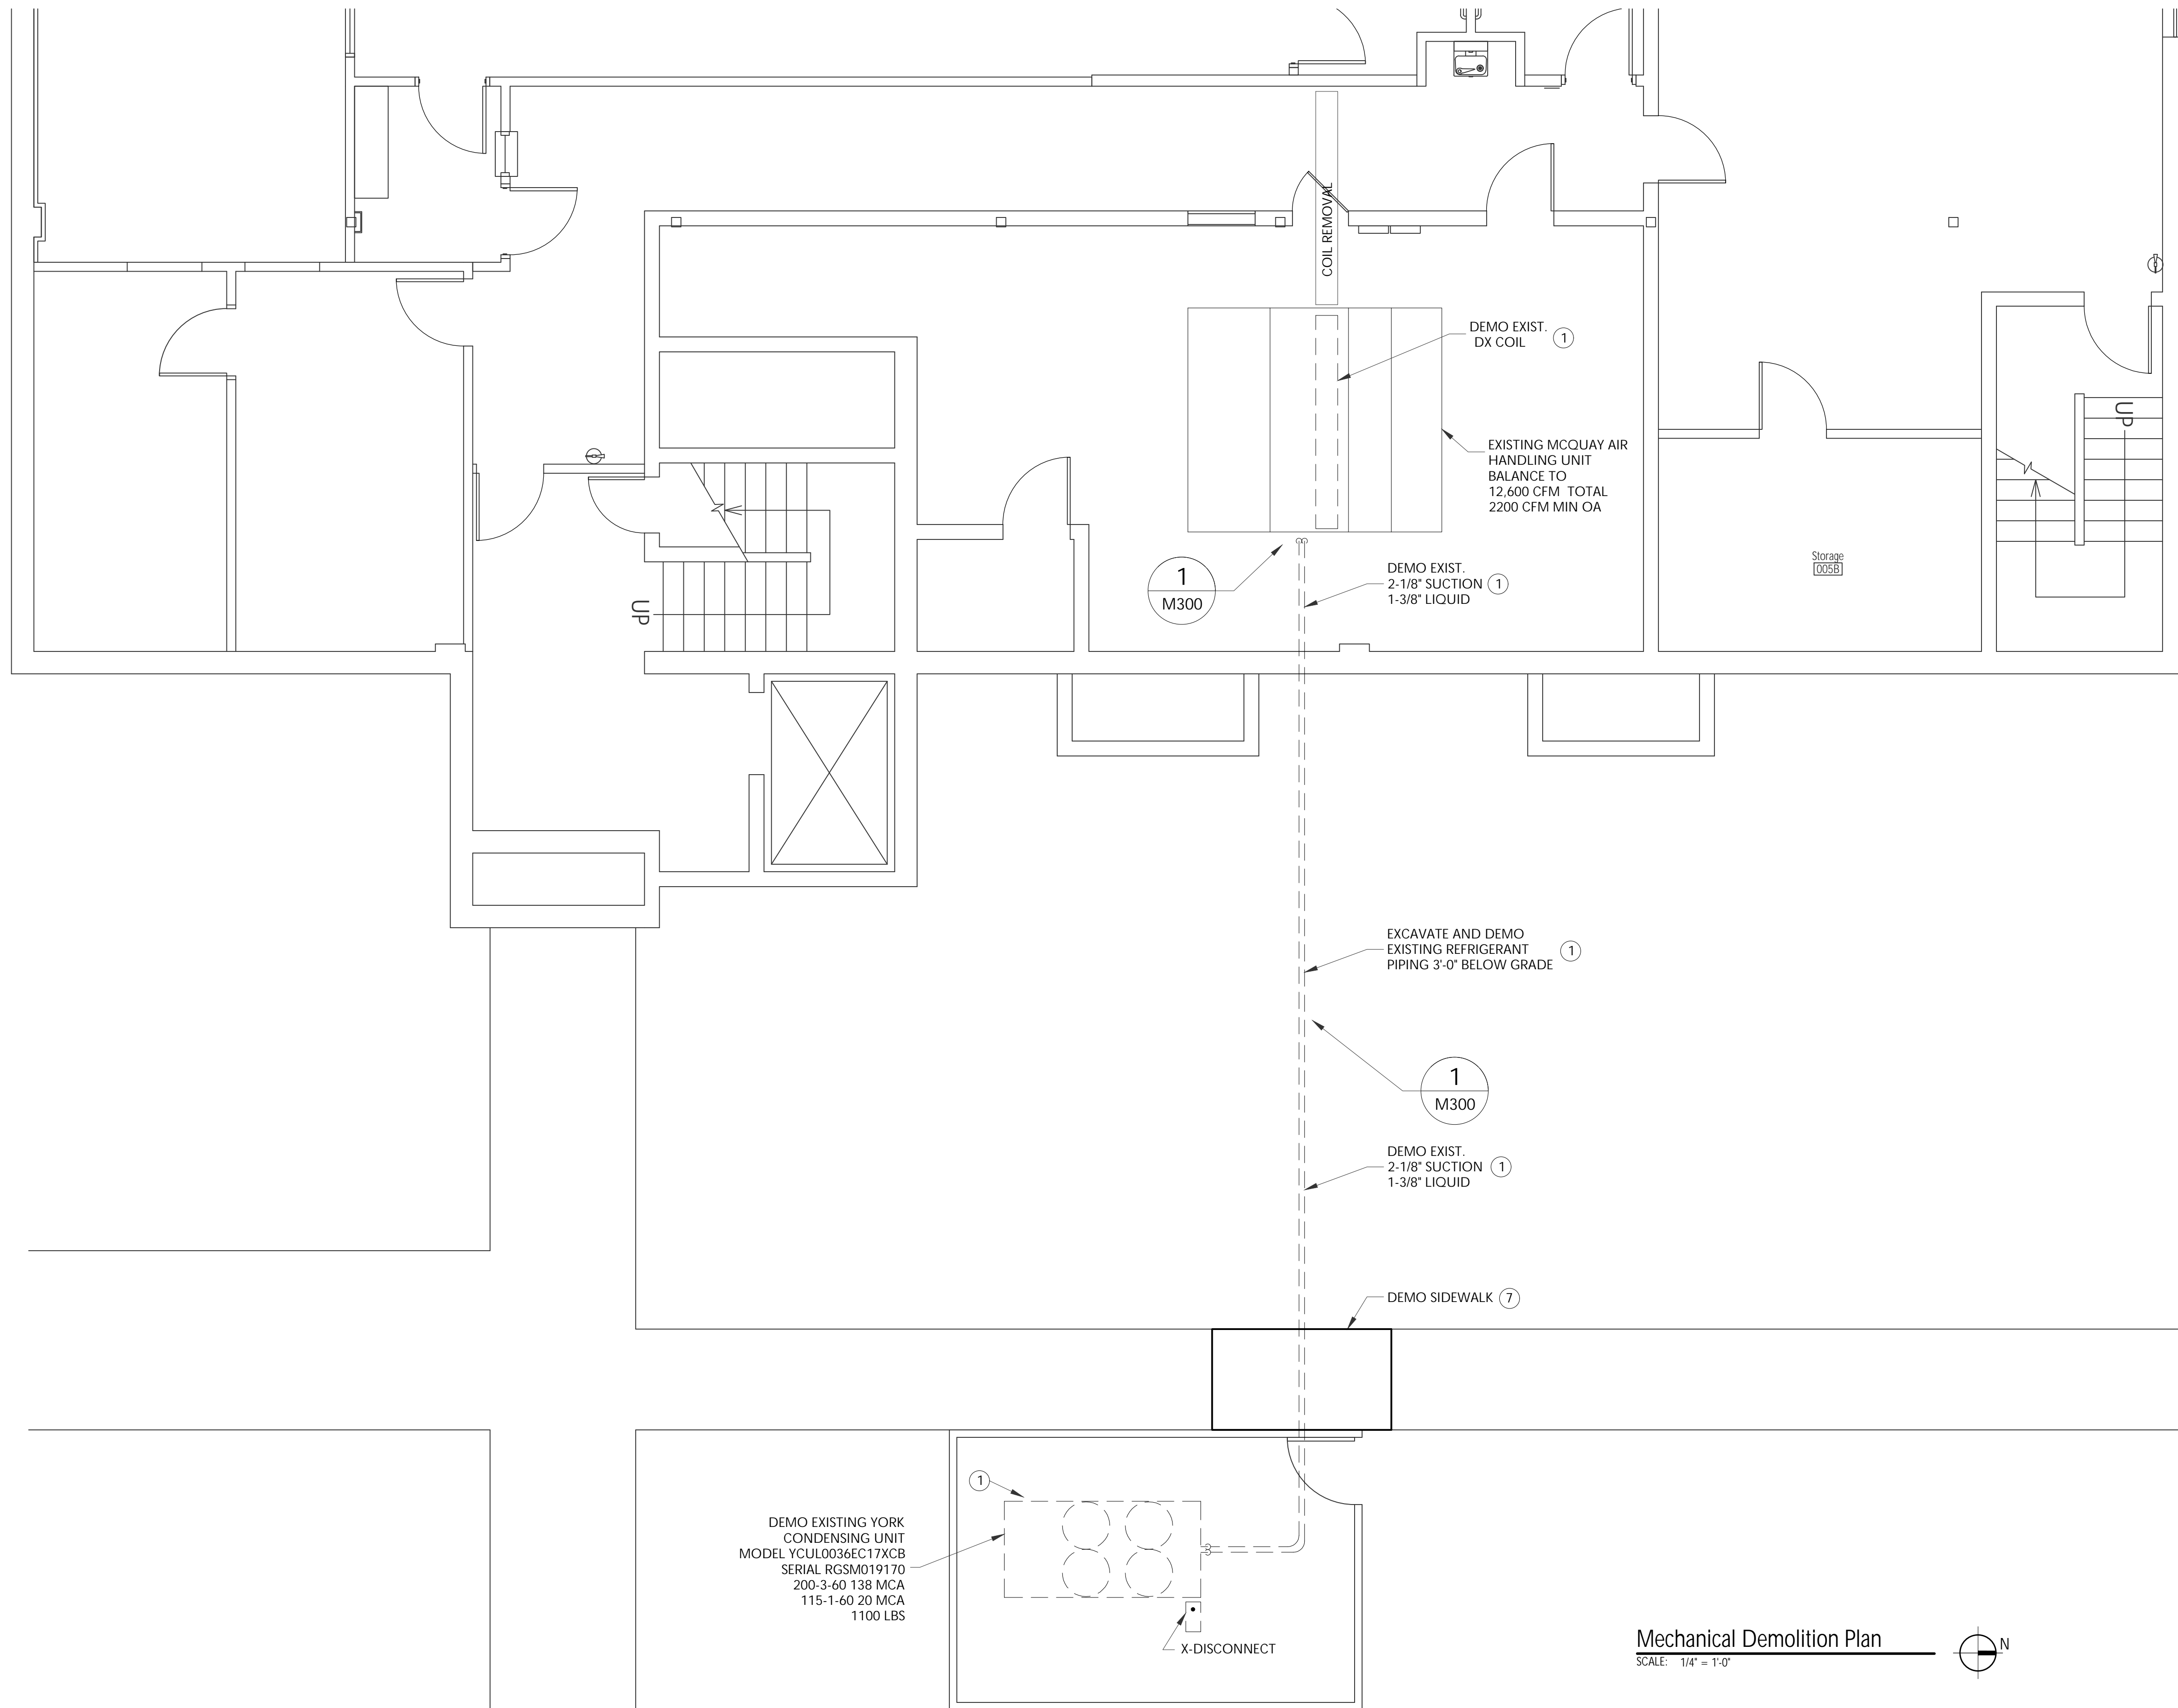 COIL REMOVAL
DEMO EXIST.
DX COIL
1
EXISTING MCQUAY AIR
HANDLING UNIT
BALANCE TO
12,600 CFM  TOTAL
2200 CFM MIN OA
UP
Storage
005B
1
M300
DEMO EXIST.
2-1/8" SUCTION 1
1-3/8" LIQUID
UP
EXCAVATE AND DEMO
EXISTING REFRIGERANT 1
PIPING 3'-0" BELOW GRADE
1
M300
DEMO EXIST.
2-1/8" SUCTION 1
1-3/8" LIQUID
DEMO SIDEWALK 7
1
DEMO EXISTING YORK
CONDENSING UNIT
MODEL YCUL0036EC17XCB
SERIAL RGSM019170
200-3-60 138 MCA
115-1-60 20 MCA
1100 LBS
X-DISCONNECT
Mechanical Demolition Plan
SCALE: 1/4" = 1'-0"
N